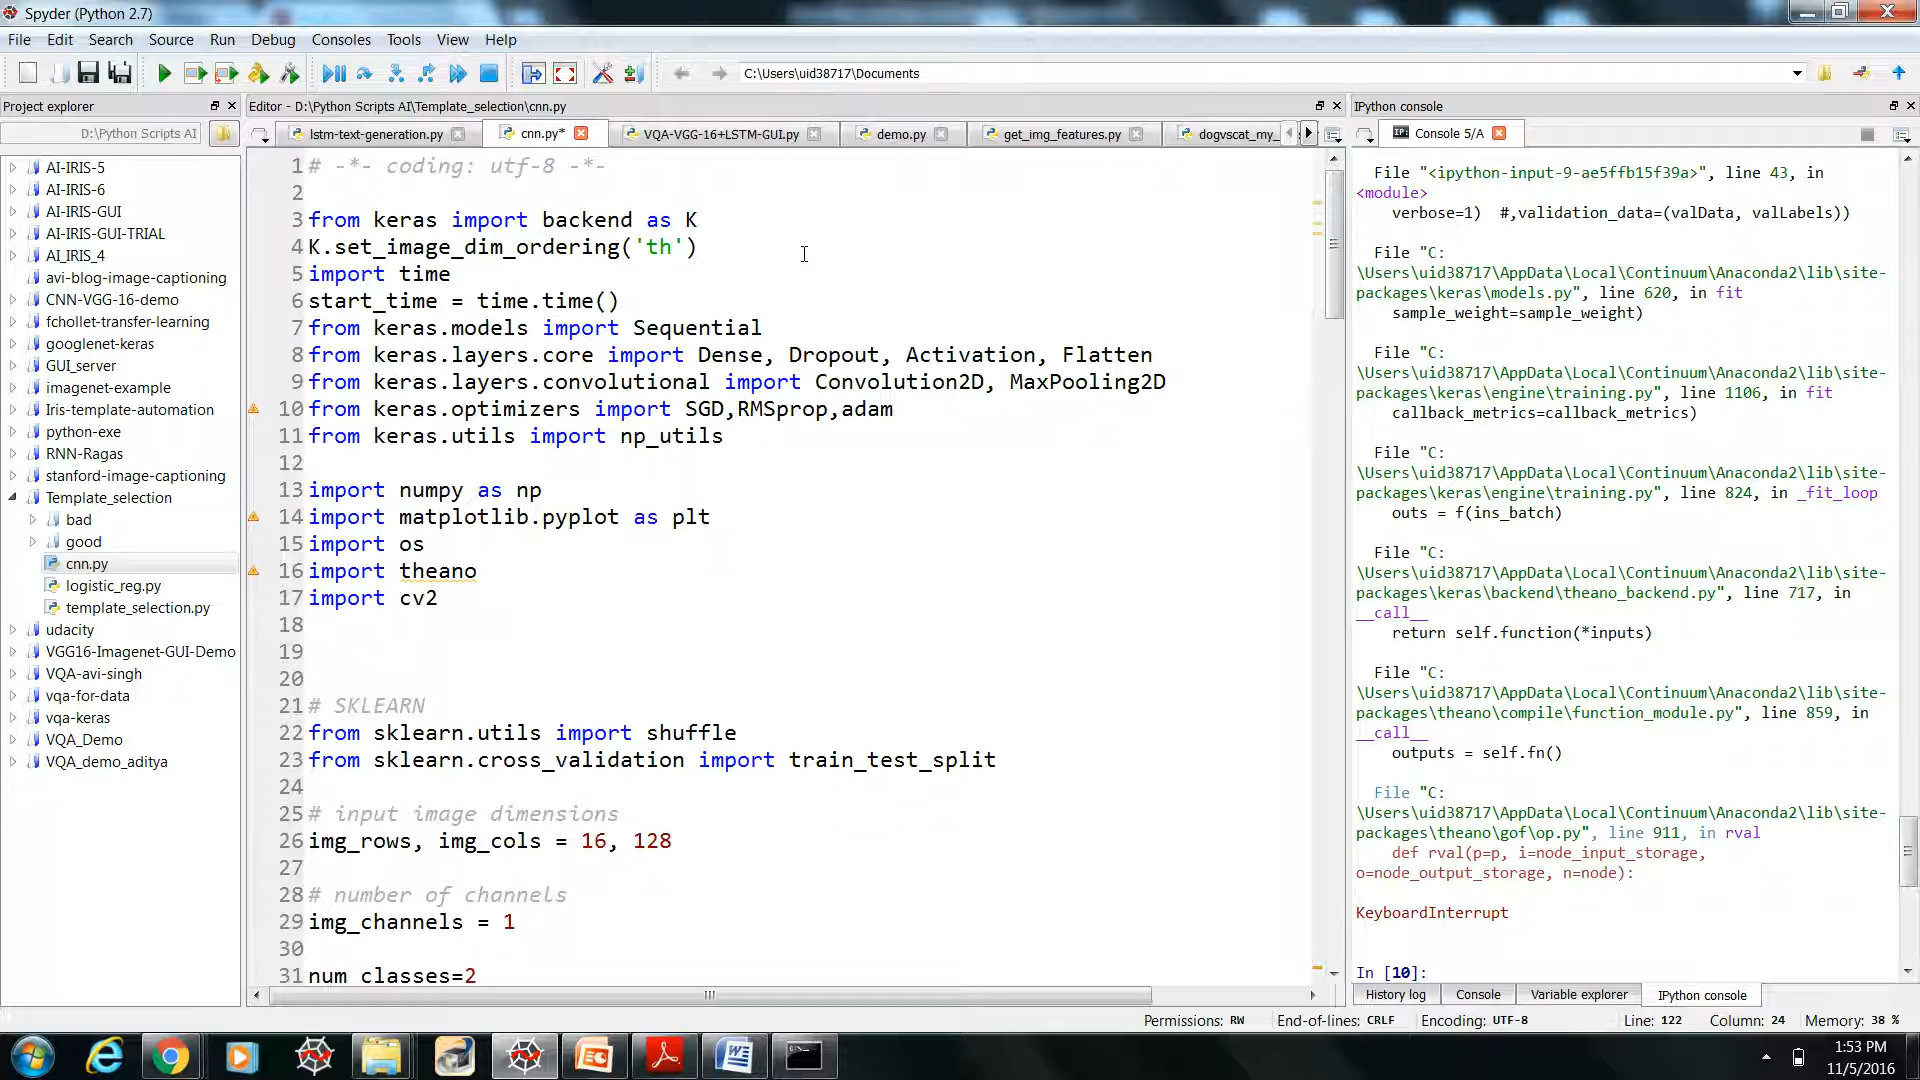 Spyder (Python 2.7)
File Edit Search Source Run Debug Consoles Tools View Help
C:\Users\uid38717\Documents
Project explorer
D:\Python Scripts AI
AI-IRIS-5
AI-IRIS-6
AI-IRIS-GUI
AI-IRIS-GUI-TRIAL
AI_IRIS_4
avi-blog-image-captioning
CNN-VGG-16-demo
fchollet-transfer-learning
googlenet-keras
GUI_server
imagenet-example
Iris-template-automation
python-exe
RNN-Ragas
stanford-image-captioning
Template_selection
bad
good
cnn.py
logistic_reg.py
template_selection.py
udacity
VGG16-Imagenet-GUI-Demo
VQA-avi-singh
vqa-for-data
vqa-keras
VQA_Demo
VQA_demo_aditya
Editor - D:\Python Scripts AI\Template_selection\cnn.py
lstm-text-generation.py cnn.py* VQA-VGG-16+LSTM-GUI.py demo.py get_img_features.py dogvscat_my_
1 # -*- coding: utf-8 -*-
2
3 from keras import backend as K
4 K.set_image_dim_ordering('th')
5 import time
6 start_time = time.time()
7 from keras.models import Sequential
8 from keras.layers.core import Dense, Dropout, Activation, Flatten
9 from keras.layers.convolutional import Convolution2D, MaxPooling2D
10 from keras.optimizers import SGD,RMSprop,adam
11 from keras.utils import np_utils
12
13 import numpy as np
14 import matplotlib.pyplot as plt
15 import os
16 import theano
17 import cv2
18
19
20
21 # SKLEARN
22 from sklearn.utils import shuffle
23 from sklearn.cross_validation import train_test_split
24
25 # input image dimensions
26 img_rows, img_cols = 16, 128
27
28 # number of channels
29 img_channels = 1
30
31 num_classes=2
IPython console
IP: Console 5/A
File "<ipython-input-9-ae5ffb15f39a>", line 43, in
<module>
verbose=1) #,validation_data=(valData, valLabels))
File "C:
\Users\uid38717\AppData\Local\Continuum\Anaconda2\lib\site-
packages\keras\models.py", line 620, in fit
sample_weight=sample_weight)
File "C:
\Users\uid38717\AppData\Local\Continuum\Anaconda2\lib\site-
packages\keras\engine\training.py", line 1106, in fit
callback_metrics=callback_metrics)
File "C:
\Users\uid38717\AppData\Local\Continuum\Anaconda2\lib\site-
packages\keras\engine\training.py", line 824, in _fit_loop
outs = f(ins_batch)
File "C:
\Users\uid38717\AppData\Local\Continuum\Anaconda2\lib\site-
packages\keras\backend\theano_backend.py", line 717, in
__call__
return self.function(*inputs)
File "C:
\Users\uid38717\AppData\Local\Continuum\Anaconda2\lib\site-
packages\theano\compile\function_module.py", line 859, in
__call__
outputs = self.fn()
File "C:
\Users\uid38717\AppData\Local\Continuum\Anaconda2\lib\site-
packages\theano\gof\op.py", line 911, in rval
def rval(p=p, i=node_input_storage,
o=node_output_storage, n=node):
KeyboardInterrupt
In [10]:
History log Console Variable explorer IPython console
Permissions: RW End-of-lines: CRLF Encoding: UTF-8 Line: 122 Column: 24 Memory: 38 %
1:53 PM
11/5/2016